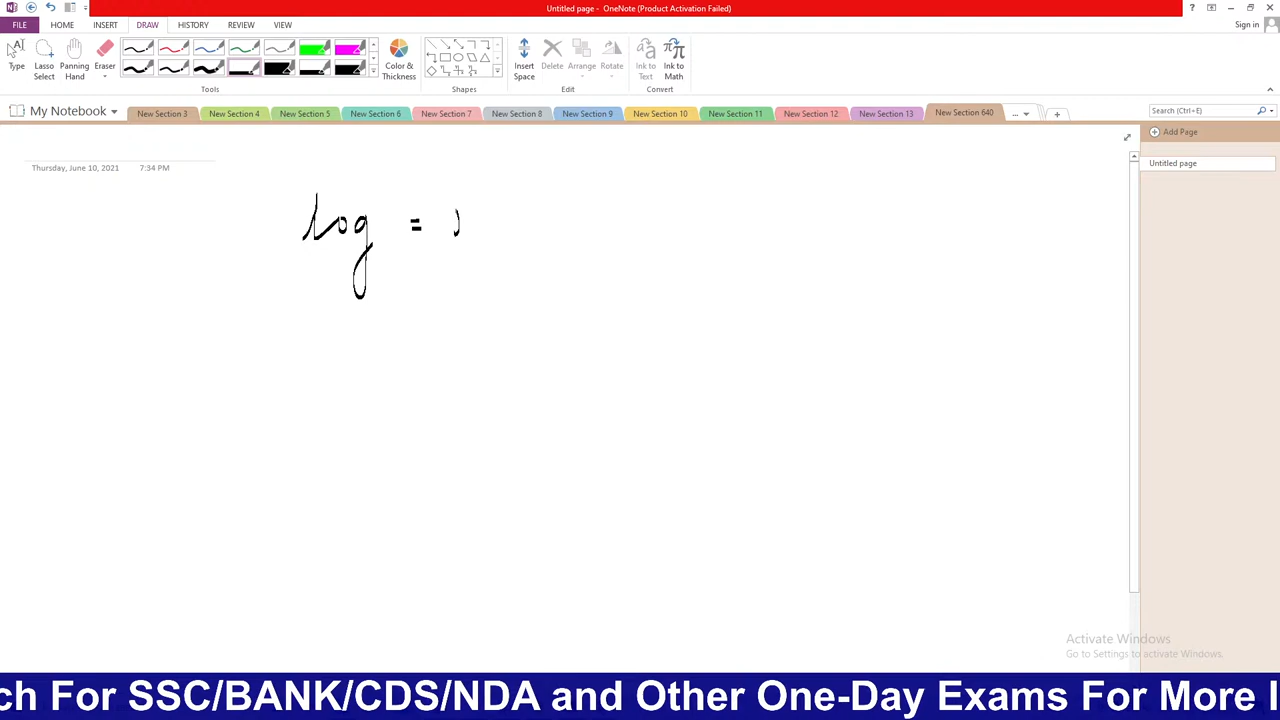 Untitled page - OneNote (Product Activation Failed)
Sign in
FILE HOME INSERT DRAW HISTORY REVIEW VIEW
Type
Lasso Select
Panning Hand
Eraser
Color & Thickness
Insert Space
Delete
Arrange
Rotate
Ink to Text
Ink to Math
Tools
Shapes
Edit
Convert
My Notebook
New Section 3 New Section 4 New Section 5 New Section 6 New Section 7 New Section 8 New Section 9 New Section 10 New Section 11 New Section 12 New Section 13 New Section 640 ...
Search (Ctrl+E)
Add Page
Untitled page
Thursday, June 10, 2021 7:34 PM
log =
Activate Windows
Go to Settings to activate Windows.
ch For SSC/BANK/CDS/NDA and Other One-Day Exams For More